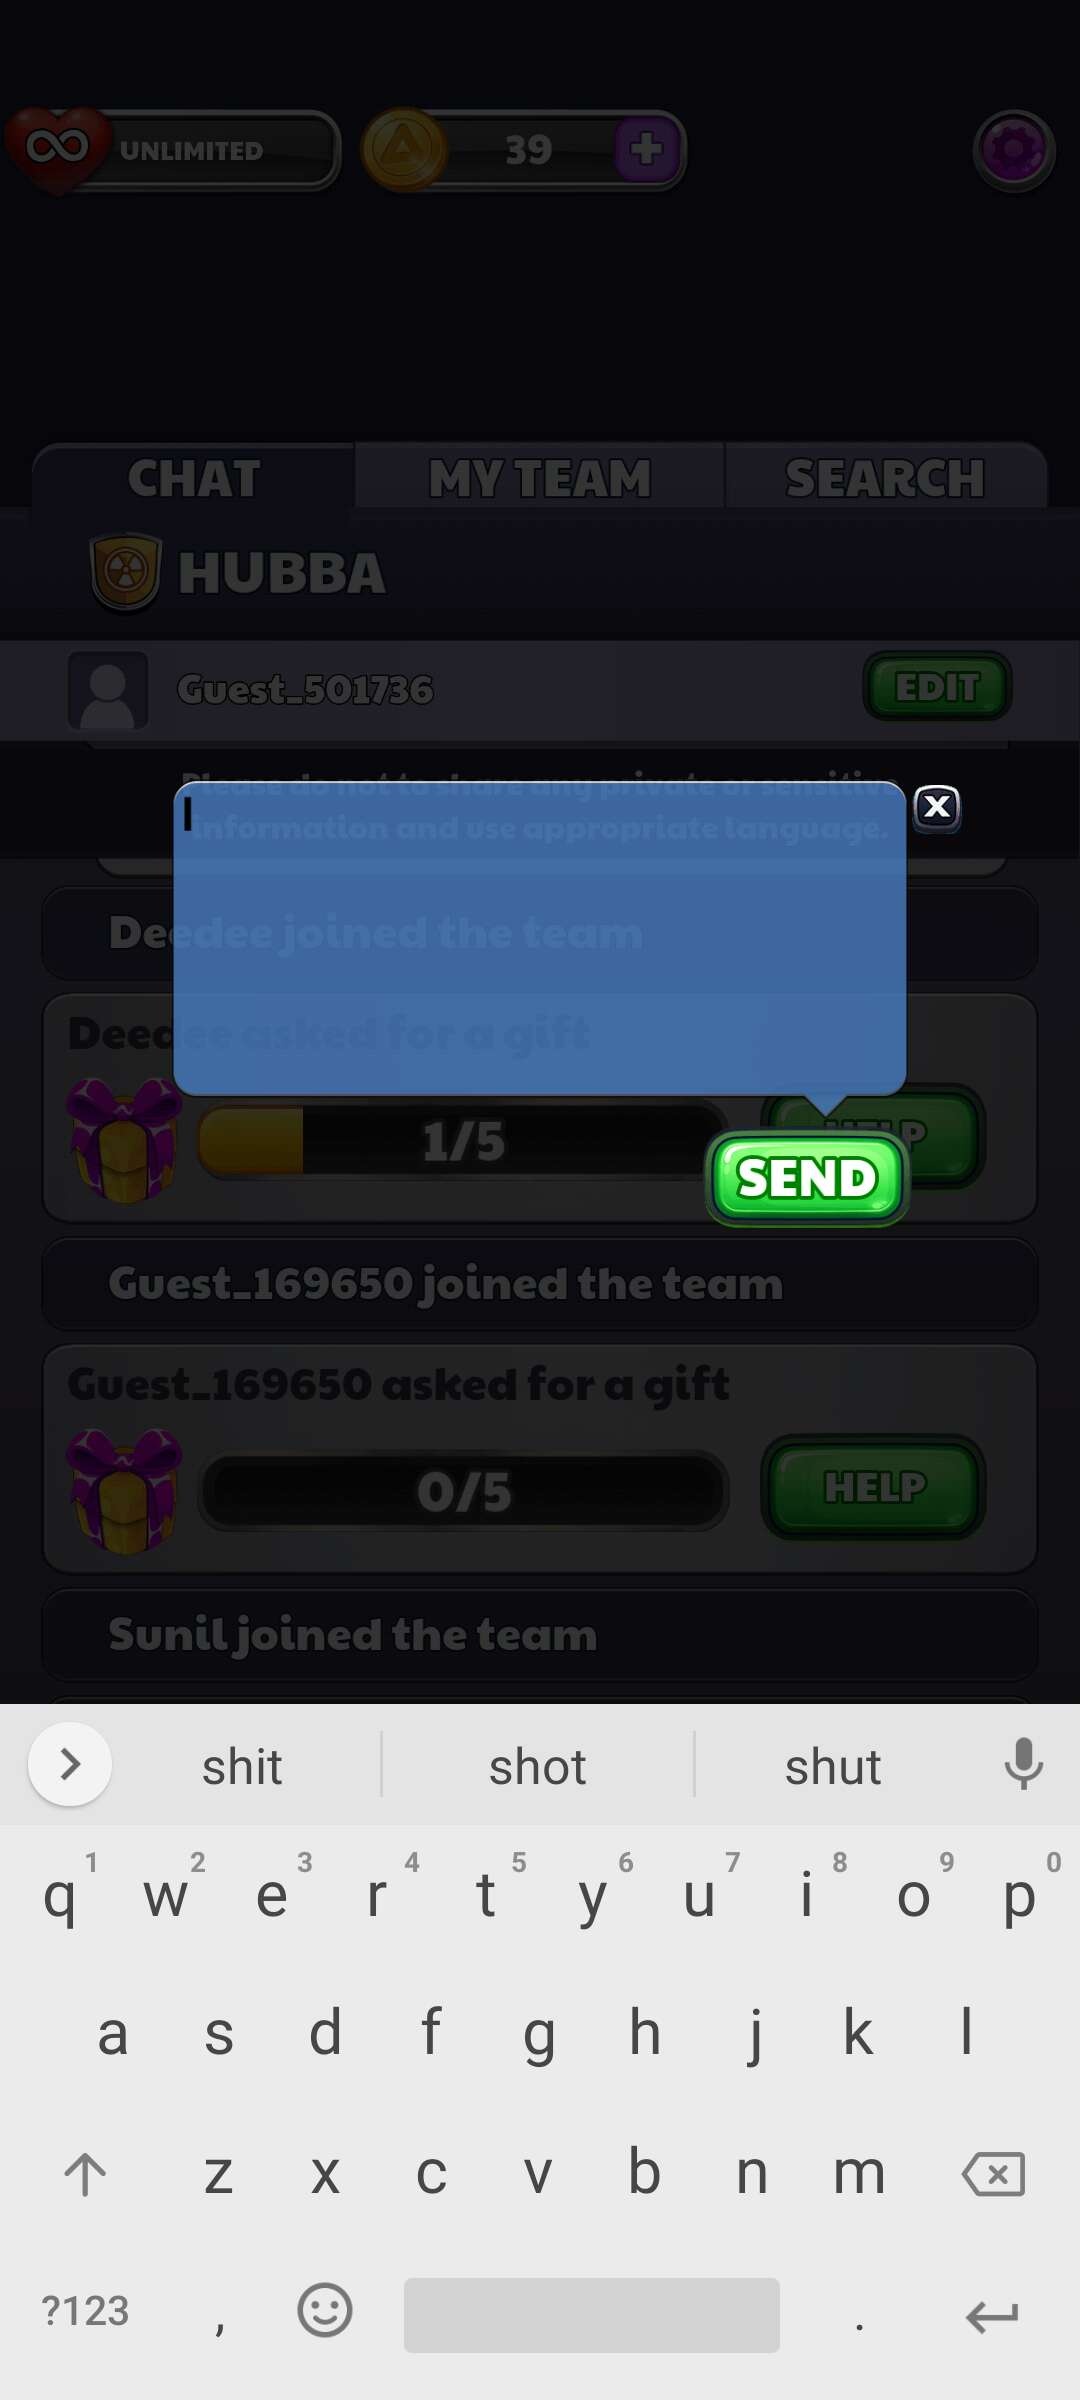 UNLIMITED
39
CHAT MY TEAM SEARCH
HUBBA
Guest_501736 EDIT
Please do not to share any private or sensitive
information and use appropriate language.
Deedee joined the team
Deedee asked for a gift
1/5 HELP
SEND
Guest_169650 joined the team
Guest_169650 asked for a gift
0/5 HELP
Sunil joined the team
shit shot shut
1 2 3 4 5 6 7 8 9 0
q w e r t y u i o p
a s d f g h j k l
z x c v b n m
?123 , .